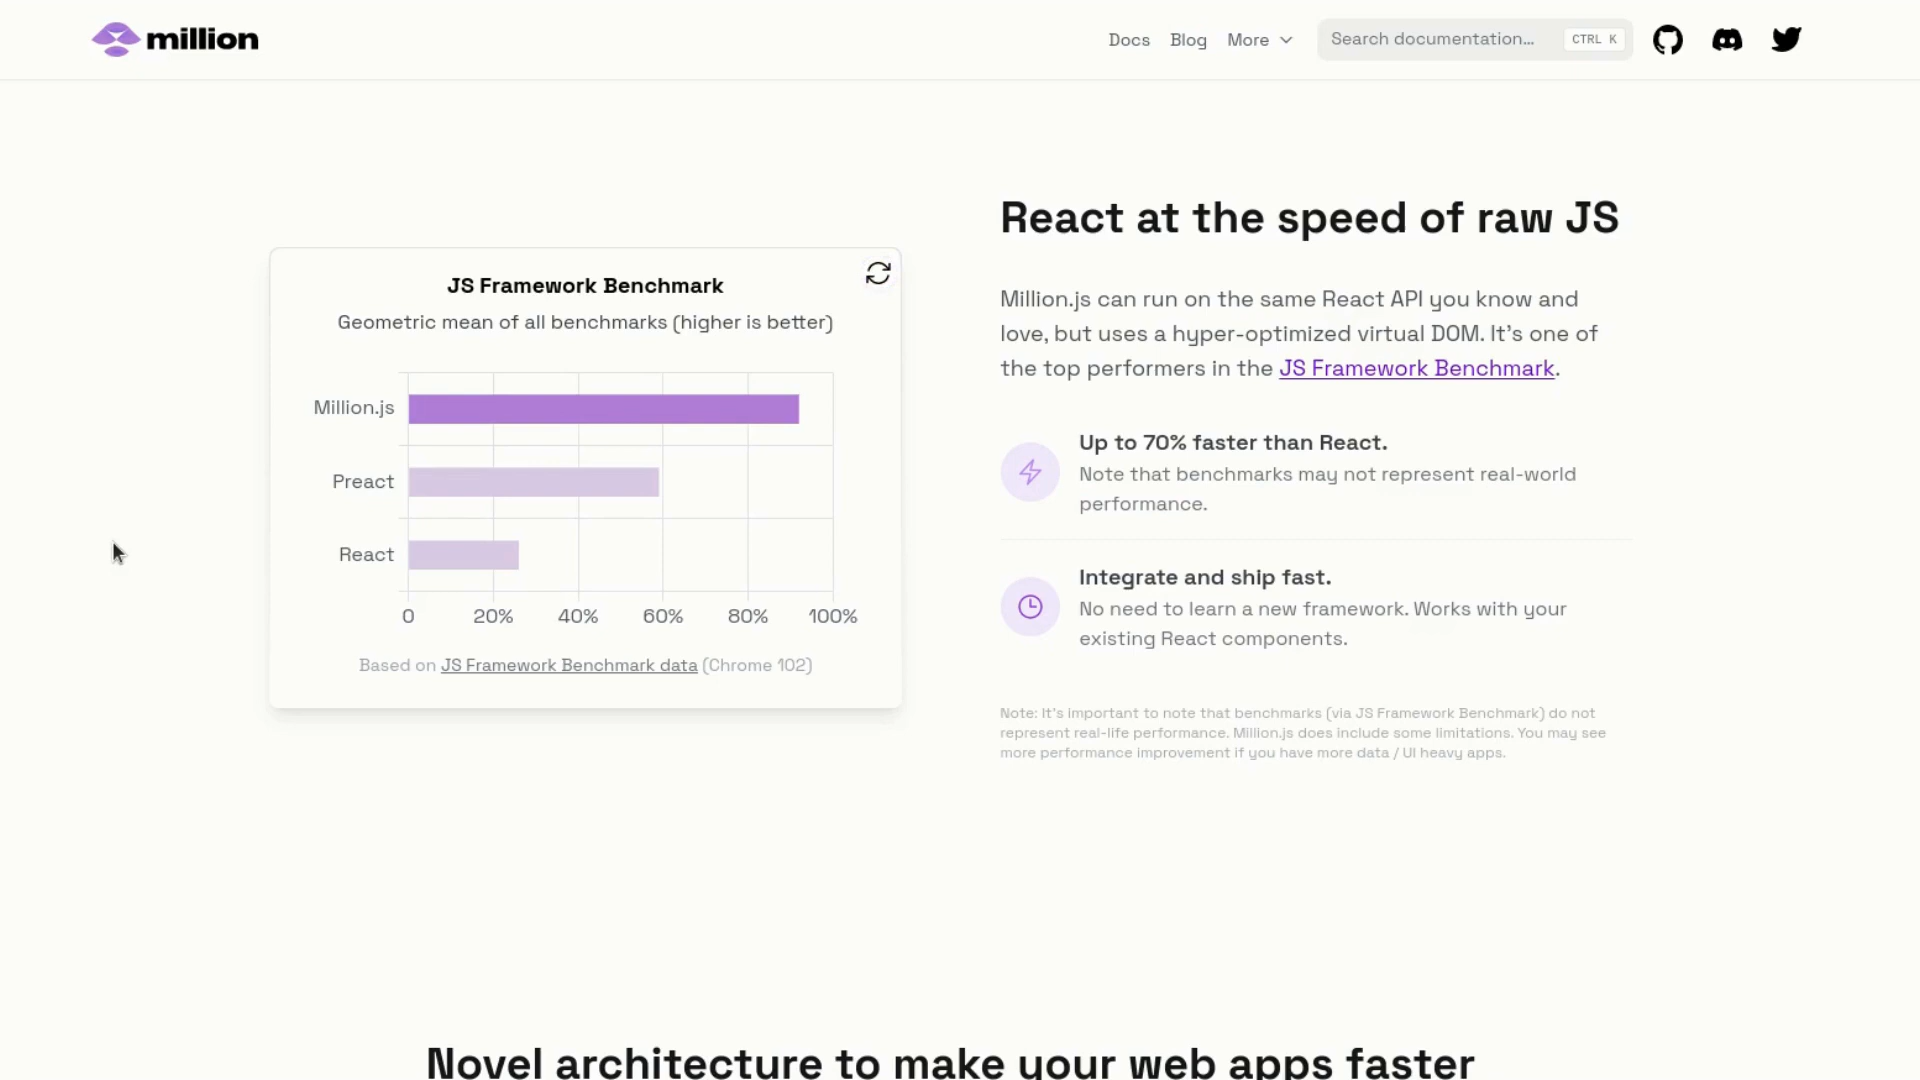 million
Docs Blog More Search documentation... CTRL K
JS Framework Benchmark
Geometric mean of all benchmarks (higher is better)
Million.js
Preact
React
0 20% 40% 60% 80% 100%
Based on JS Framework Benchmark data (Chrome 102)
React at the speed of raw JS
Million.js can run on the same React API you know and
love, but uses a hyper-optimized virtual DOM. It's one of
the top performers in the JS Framework Benchmark.
Up to 70% faster than React.
Note that benchmarks may not represent real-world
performance.
Integrate and ship fast.
No need to learn a new framework. Works with your
existing React components.
Note: It's important to note that benchmarks (via JS Framework Benchmark) do not
represent real-life performance. Million.js does include some limitations. You may see
more performance improvement if you have more data / UI heavy apps.
Novel architecture to make your web apps faster